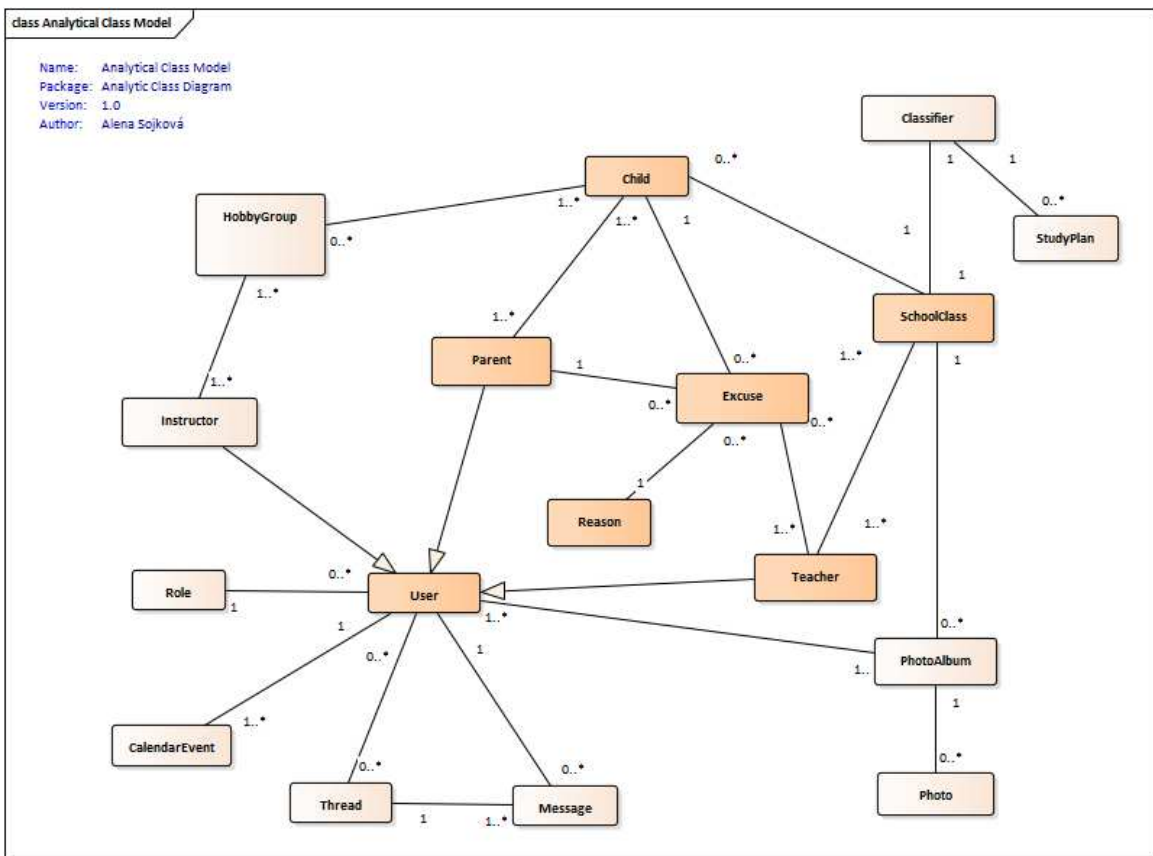 class Analytical Class Model
Name: Analytical Class Model
Package: Analytic Class Diagram
Version: 1.0
Author: Alena Sojková
Classifier
1
1
0..*
Child
0..*
HobbyGroup
1..*
0..*
1..*
1
StudyPlan
1
1
1..*
SchoolClass
1..*
1..*
1
Parent
1
0..*
0..*
Excuse
0..*
0..*
1..*
Instructor
1
Reason
1..*
1..*
Teacher
0..*
Role
1
User
1..*
1
0..*
1
0..*
PhotoAlbum
1..
1
1..*
CalendarEvent
0..*
0..*
0..*
Thread
1
1..*
Message
Photo